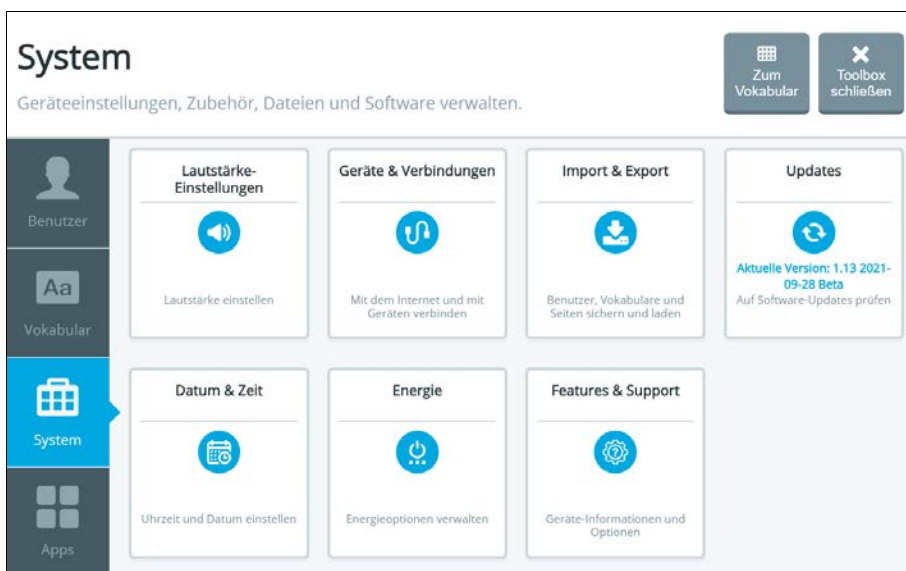 System
Geräteeinstellungen, Zubehör, Dateien und Software verwalten.
Zum
Vokabular
Toolbox
schließen
Benutzer
Aa
Vokabular
System
Apps
Lautstärke-
Einstellungen
Lautstärke einstellen
Geräte & Verbindungen
Mit dem Internet und mit
Geräten verbinden
Import & Export
Benutzer, Vokabulare und
Seiten sichern und laden
Updates
Aktuelle Version: 1.13 2021-
09-28 Beta
Auf Software-Updates prüfen
Datum & Zeit
Uhrzeit und Datum einstellen
Energie
Energieoptionen verwalten
Features & Support
Geräte-Informationen und
Optionen